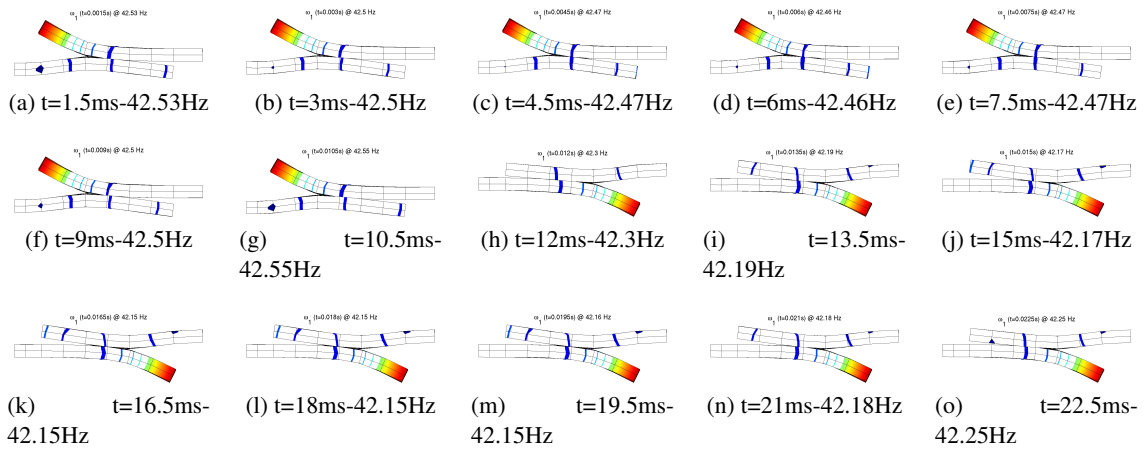 ω1 (t=0.0015s) @ 42.53 Hz
ω1 (t=0.003s) @ 42.5 Hz
ω1 (t=0.0045s) @ 42.47 Hz
ω1 (t=0.006s) @ 42.46 Hz
ω1 (t=0.0075s) @ 42.47 Hz
(a) t=1.5ms-42.53Hz
(b) t=3ms-42.5Hz
(c) t=4.5ms-42.47Hz
(d) t=6ms-42.46Hz
(e) t=7.5ms-42.47Hz
ω1 (t=0.009s) @ 42.5 Hz
ω1 (t=0.0105s) @ 42.55 Hz
ω1 (t=0.012s) @ 42.3 Hz
ω1 (t=0.0135s) @ 42.19 Hz
ω1 (t=0.015s) @ 42.17 Hz
(f) t=9ms-42.5Hz
(g) t=10.5ms-
42.55Hz
(h) t=12ms-42.3Hz
(i) t=13.5ms-
42.19Hz
(j) t=15ms-42.17Hz
ω1 (t=0.0165s) @ 42.15 Hz
ω1 (t=0.018s) @ 42.15 Hz
ω1 (t=0.0195s) @ 42.16 Hz
ω1 (t=0.021s) @ 42.18 Hz
ω1 (t=0.0225s) @ 42.25 Hz
(k) t=16.5ms-
42.15Hz
(l) t=18ms-42.15Hz
(m) t=19.5ms-
42.15Hz
(n) t=21ms-42.18Hz
(o) t=22.5ms-
42.25Hz